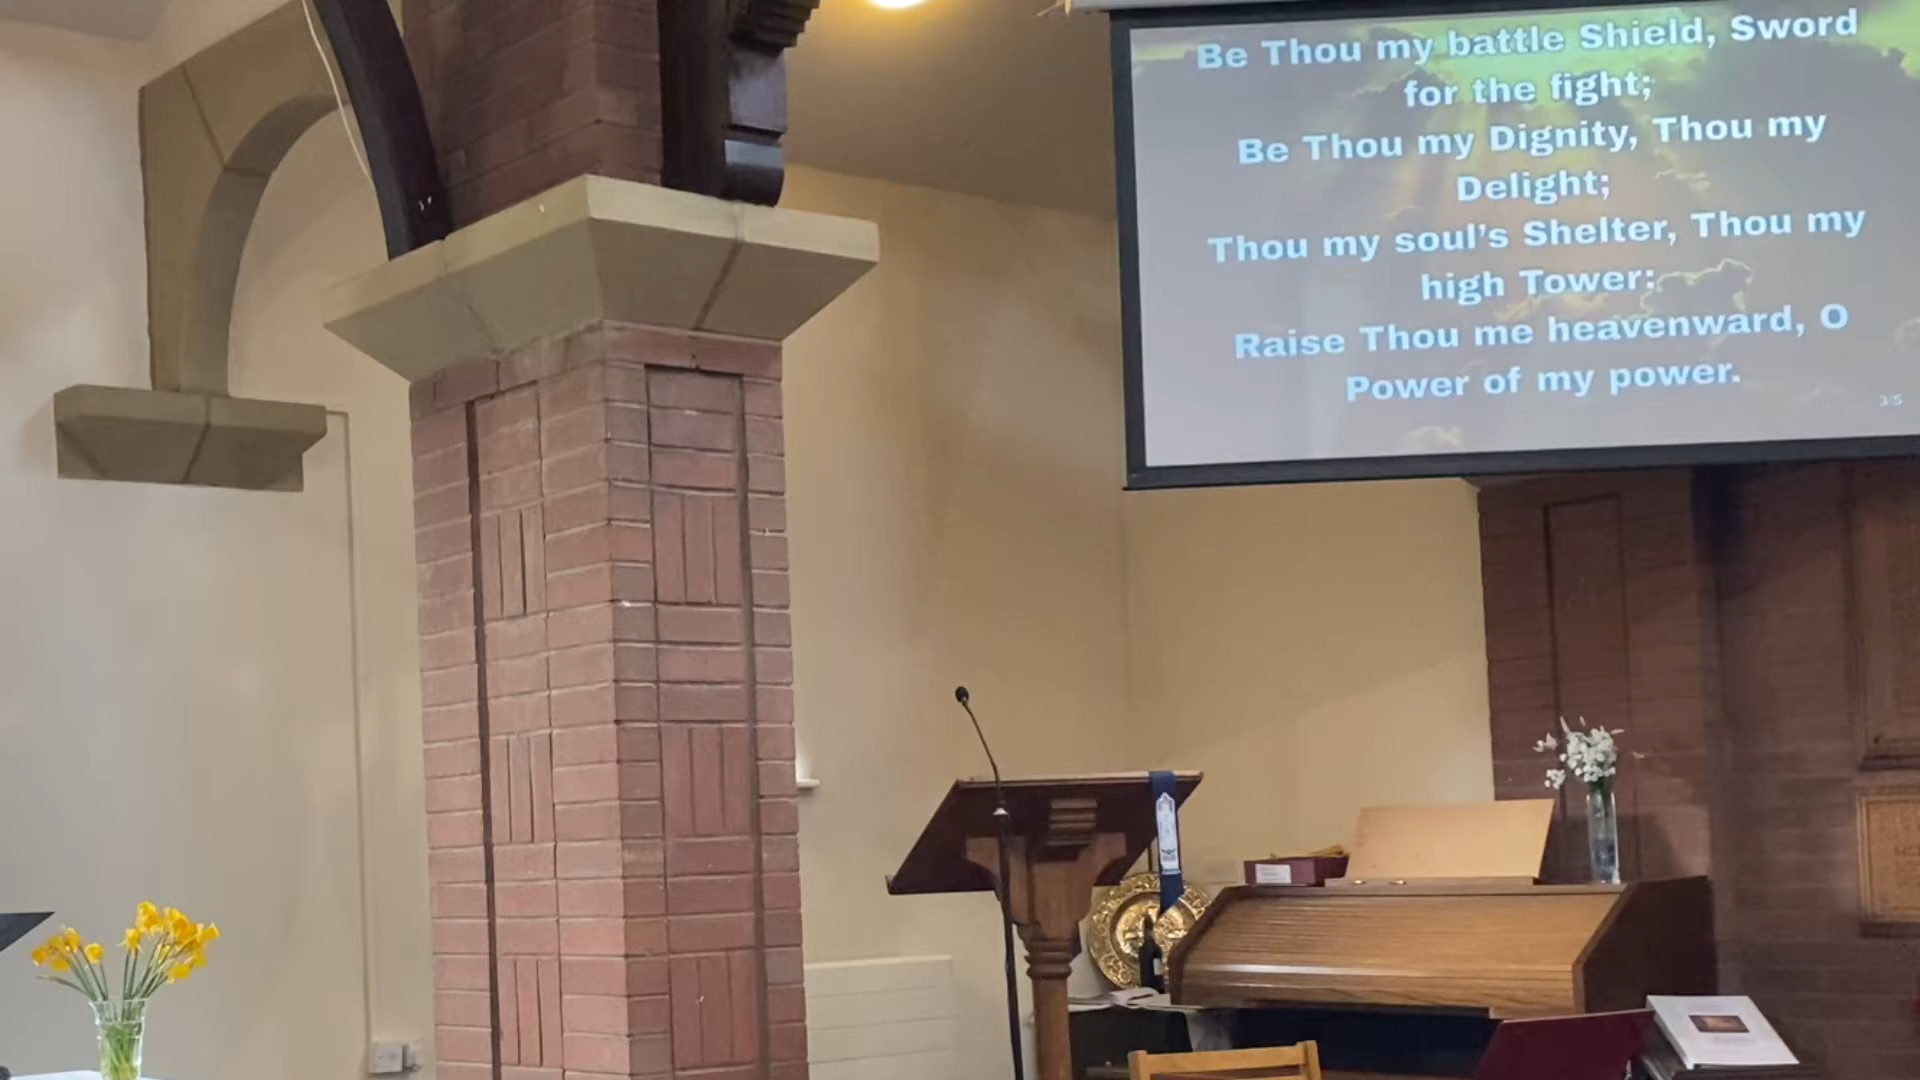 Be Thou my battle Shield, Sword
for the fight;
Be Thou my Dignity, Thou my
Delight;
Thou my soul's Shelter, Thou my
high Tower:
Raise Thou me heavenward, O
Power of my power.
3/5